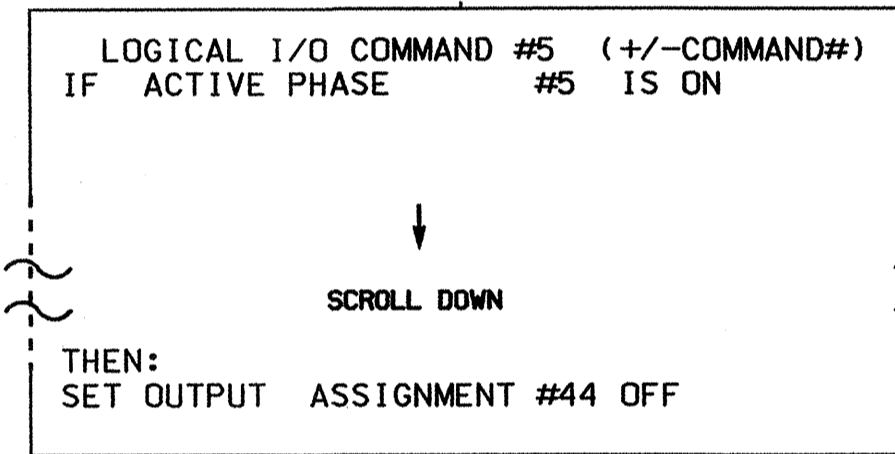 LOGICAL I/O COMMAND #5 (+/-COMMAND#)
IF ACTIVE PHASE #5 IS ON
SCROLL DOWN
THEN:
SET OUTPUT ASSIGNMENT #44 OFF